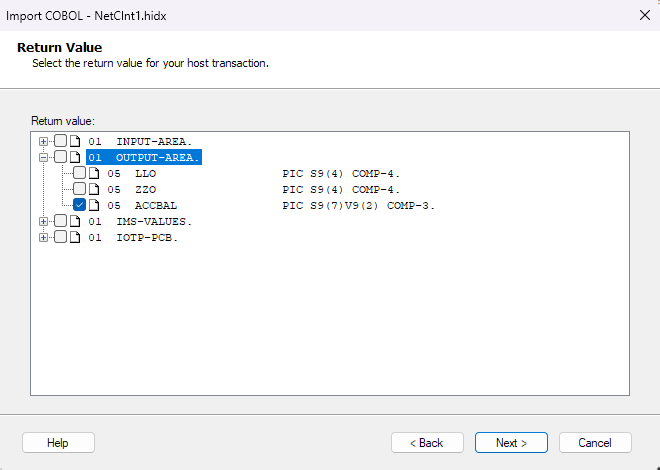 Import COBOL - NetCInt1.hidx
Return Value
Select the return value for your host transaction.
Return value:
01 INPUT-AREA.
01 OUTPUT-AREA.
05 LLO PIC S9(4) COMP-4.
05 ZZO PIC S9(4) COMP-4.
05 ACCBAL PIC S9(7)V9(2) COMP-3.
01 IMS-VALUES.
01 IOTP-PCB.
Help
< Back
Next >
Cancel